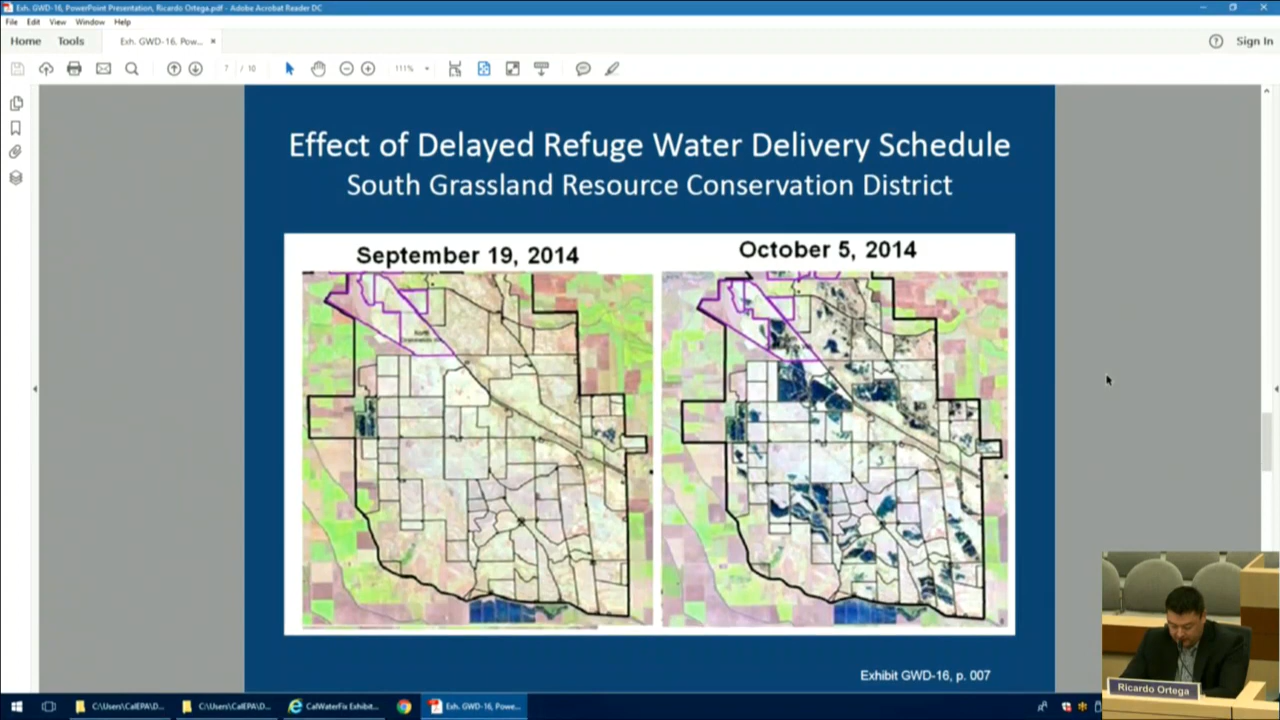 Exh. GWD-16, PowerPoint Presentation, Ricardo Ortega.pdf - Adobe Acrobat Reader DC
File Edit View Window Help
Home Tools Exh. GWD-16, Pow... × Sign In
7 / 10 111%
Effect of Delayed Refuge Water Delivery Schedule
South Grassland Resource Conservation District
September 19, 2014 October 5, 2014
Exhibit GWD-16, p. 007
Ricardo Ortega
C:\Users\CalEPA\D... C:\Users\CalEPA\D... CalWaterFix Exhibit... Exh. GWD-16, Powe...